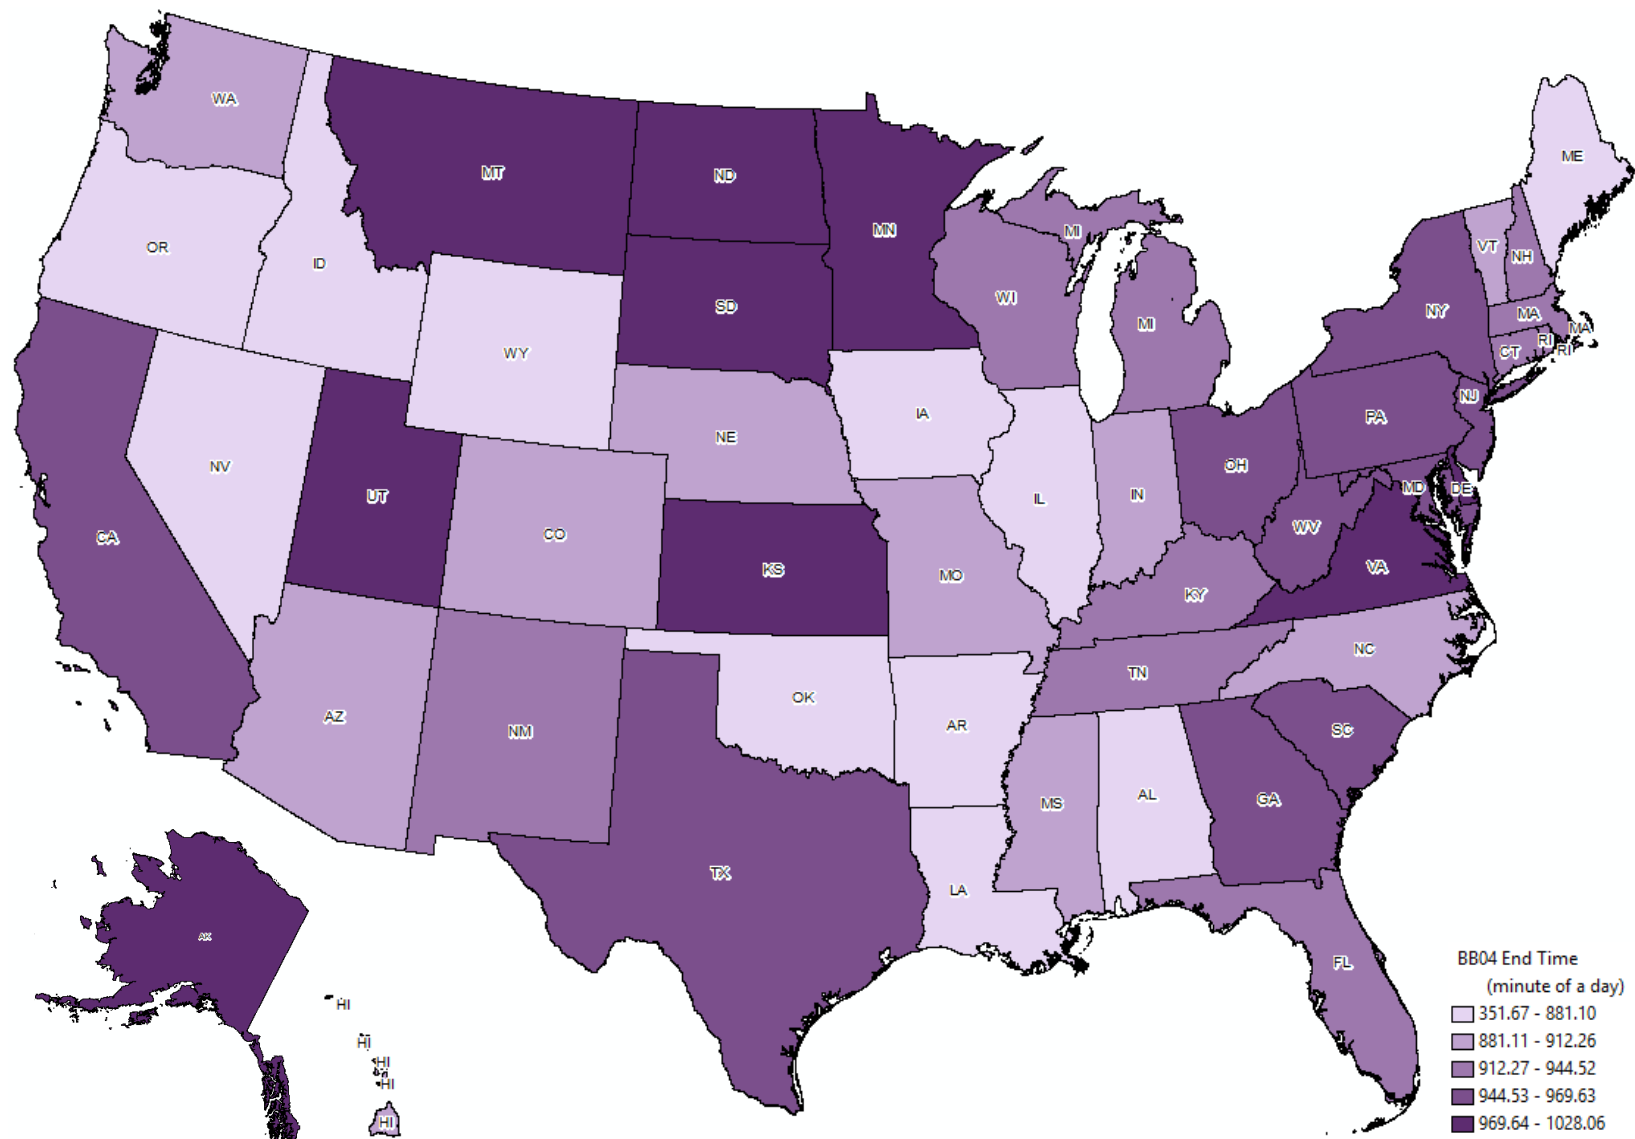 WA
MT
ND
ME
MN
OR
ID
MI
VT
NH
WI
SD
NY
MA
MI
MA
WY
RI
RI
CT
NJ
IA
PA
NE
NV
OH
UT
IL
IN
MD
DE
WV
CO
CA
KS
MO
VA
KY
NC
TN
OK
AZ
AR
NM
SC
AL
GA
MS
TX
LA
AK
FL
HI
HI
HI
HI
HI
BB04 End Time
(minute of a day)
351.67 - 881.10
881.11 - 912.26
912.27 - 944.52
944.53 - 969.63
969.64 - 1028.06